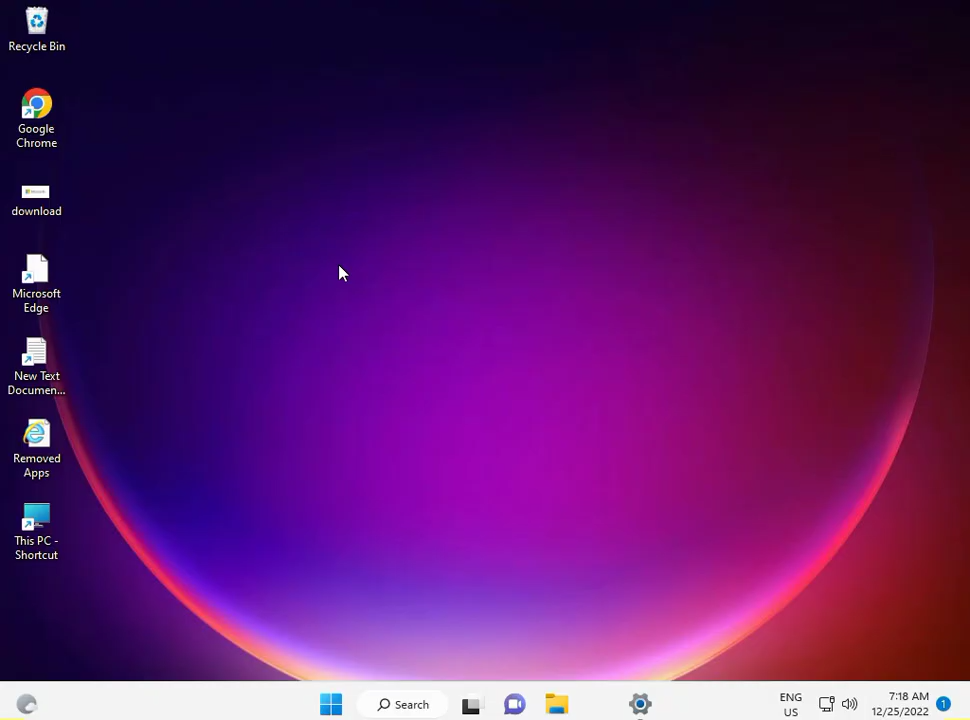 Recycle Bin
Google
Chrome
download
Microsoft
Edge
New Text
Documen...
Removed
Apps
This PC -
Shortcut
Search
ENG
US
7:18 AM
12/25/2022
1